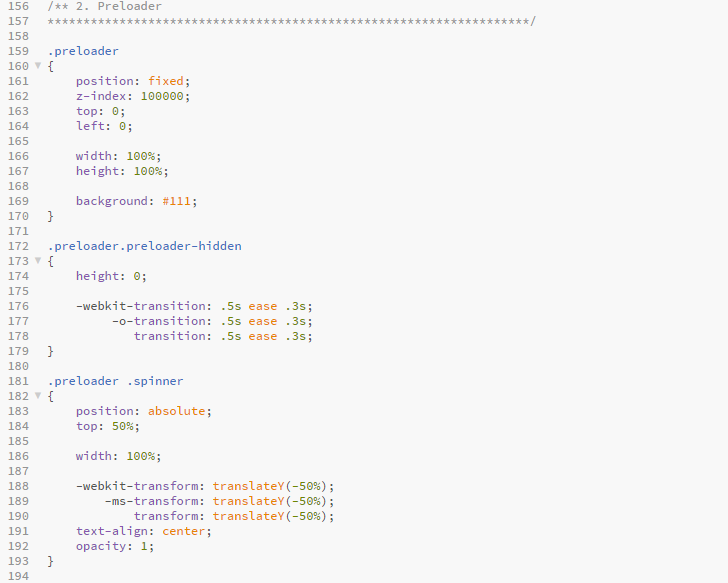 156 /** 2. Preloader
157 *******************************************************************/
158
159 .preloader
160 {
161     position: fixed;
162     z-index: 100000;
163     top: 0;
164     left: 0;
165
166     width: 100%;
167     height: 100%;
168
169     background: #111;
170 }
171
172 .preloader.preloader-hidden
173 {
174     height: 0;
175
176     -webkit-transition: .5s ease .3s;
177          -o-transition: .5s ease .3s;
178             transition: .5s ease .3s;
179 }
180
181 .preloader .spinner
182 {
183     position: absolute;
184     top: 50%;
185
186     width: 100%;
187
188     -webkit-transform: translateY(-50%);
189         -ms-transform: translateY(-50%);
190             transform: translateY(-50%);
191     text-align: center;
192     opacity: 1;
193 }
194